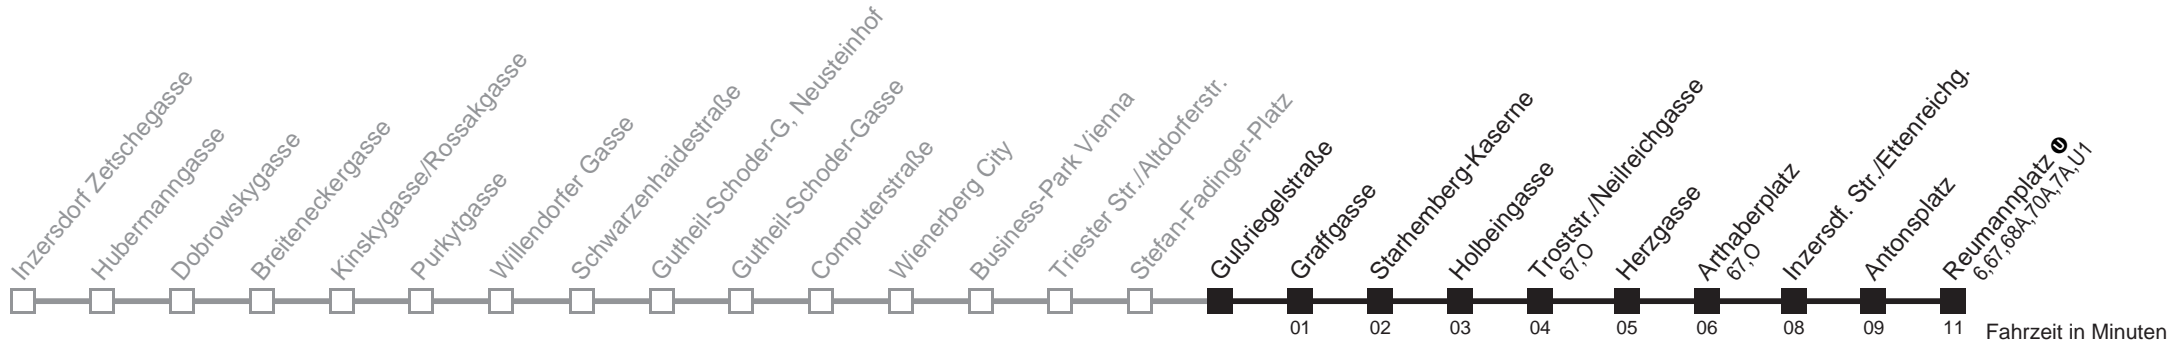 Inzersdorf Zetschegasse
Hubermanngasse
Dobrowskygasse
Breiteneckergasse
Kinskygasse/Rossakgasse
Purkytgasse
Willendorfer Gasse
Schwarzenhaidestraße
Gutheil-Schoder-G, Neusteinhof
Gutheil-Schoder-Gasse
Computerstraße
Wienerberg City
Business-Park Vienna
Triester Str./Altdorferstr.
Stefan-Fadinger-Platz
Gußriegelstraße
Graffgasse
Starhemberg-Kaserne
Holbeingasse
Troststr./Neilreichgasse
67,O
Herzgasse
Arthaberplatz
67,O
Inzersdf. Str./Ettenreichg.
Antonsplatz
Reumannplatz U
6,67,68A,70A,7A,U1
01 02 03 04 05 06 08 09 11 Fahrzeit in Minuten